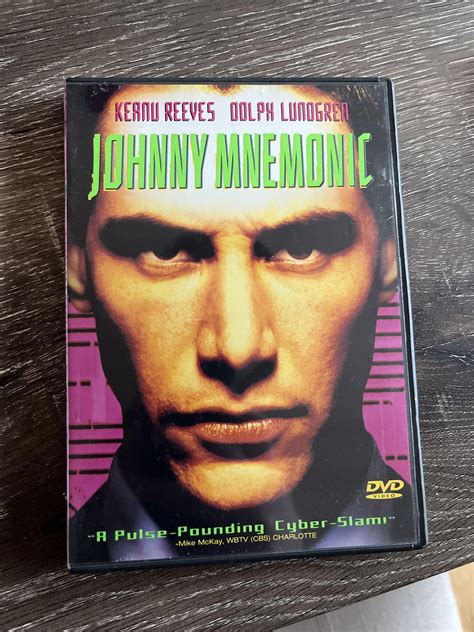 KEANU REEVES DOLPH LUNDGREN
JOHNNY MNEMONIC
DVD
VIDEO
"A Pulse-Pounding Cyber-Slam!"
-Mike McKay, WBTV (CBS) CHARLOTTE